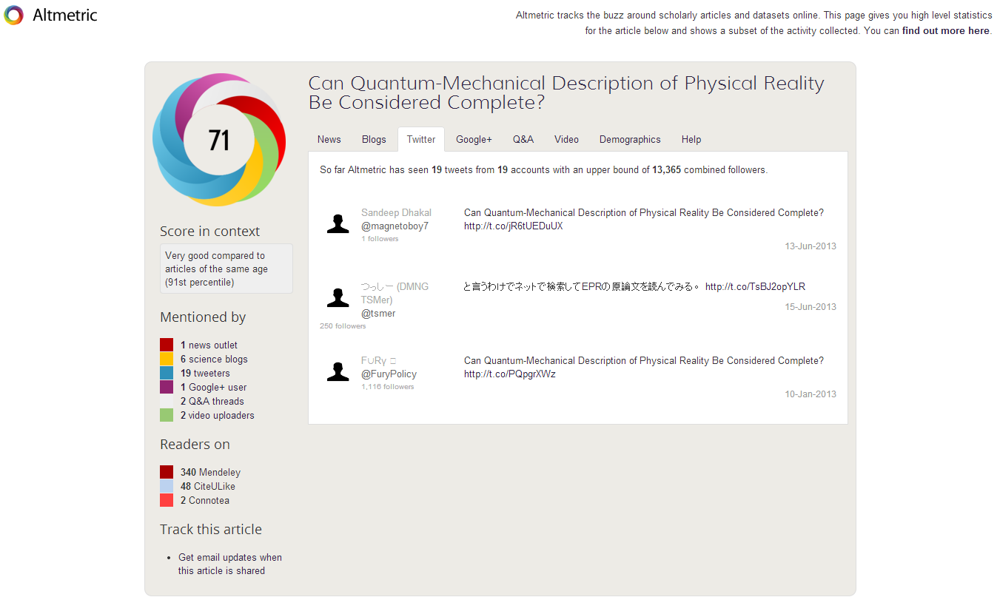 Altmetric
Altmetric tracks the buzz around scholarly articles and datasets online. This page gives you high level statistics
for the article below and shows a subset of the activity collected. You can find out more here.
71
Can Quantum-Mechanical Description of Physical Reality
Be Considered Complete?
News Blogs Twitter Google+ Q&A Video Demographics Help
So far Altmetric has seen 19 tweets from 19 accounts with an upper bound of 13,365 combined followers.
Sandeep Dhakal
@magnetoboy7
1 followers
Can Quantum-Mechanical Description of Physical Reality Be Considered Complete?
http://t.co/jR6tUEDuUX
13-Jun-2013
つっしー (DMNG
TSMer)
@tsmer
250 followers
と言うわけでネットで検索してEPRの原論文を読んでみる。 http://t.co/TsBJ2opYLR
15-Jun-2013
F∪Rγ
@FuryPolicy
1,116 followers
Can Quantum-Mechanical Description of Physical Reality Be Considered Complete?
http://t.co/PQpgrXWz
10-Jan-2013
Score in context
Very good compared to
articles of the same age
(91st percentile)
Mentioned by
1 news outlet
6 science blogs
19 tweeters
1 Google+ user
2 Q&A threads
2 video uploaders
Readers on
340 Mendeley
48 CiteULike
2 Connotea
Track this article
• Get email updates when
this article is shared